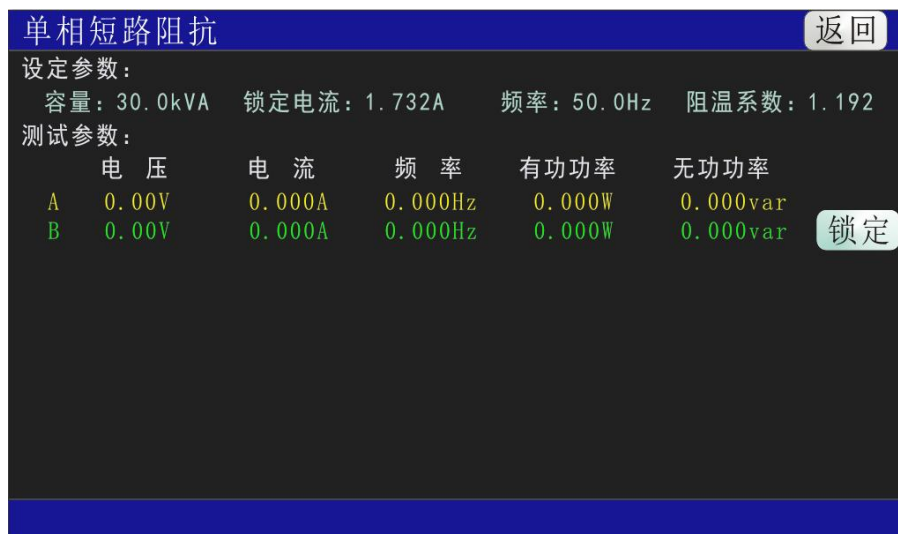 单相短路阻抗 返回
设定参数:
容量: 30.0kVA 锁定电流: 1.732A 频率: 50.0Hz 阻温系数: 1.192
测试参数:
电 压 电 流 频 率 有功功率 无功功率
A 0.00V 0.000A 0.000Hz 0.000W 0.000var
B 0.00V 0.000A 0.000Hz 0.000W 0.000var 锁定